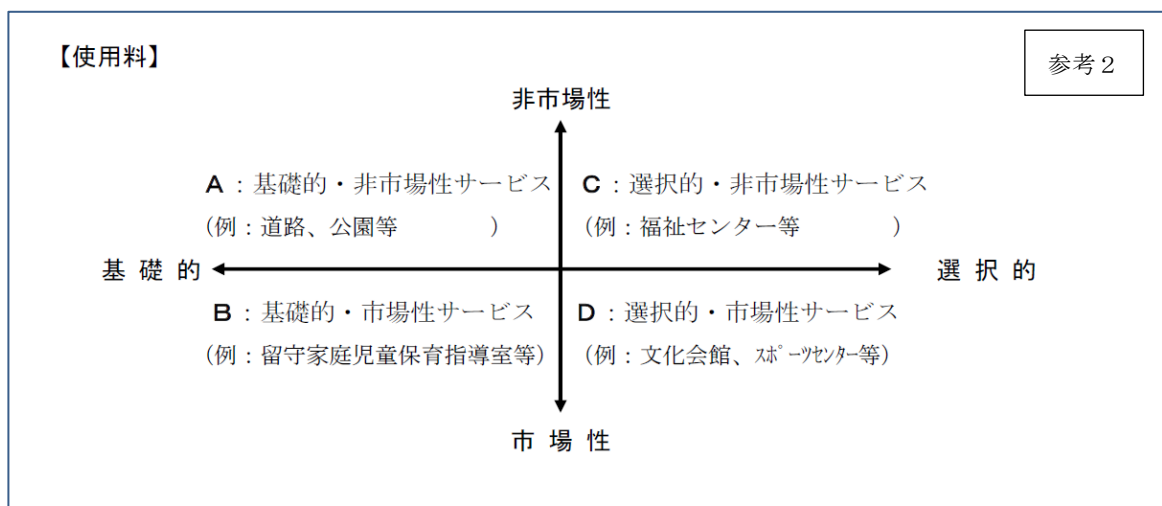 【使用料】
参考２
非市場性
A：基礎的・非市場性サービス
(例：道路、公園等　　　　)
C：選択的・非市場性サービス
(例：福祉センター等　　　　)
基 礎 的
選 択 的
B：基礎的・市場性サービス
(例：留守家庭児童保育指導室等)
D：選択的・市場性サービス
(例：文化会館、ｽﾎﾟｰﾂｾﾝﾀｰ等)
市 場 性